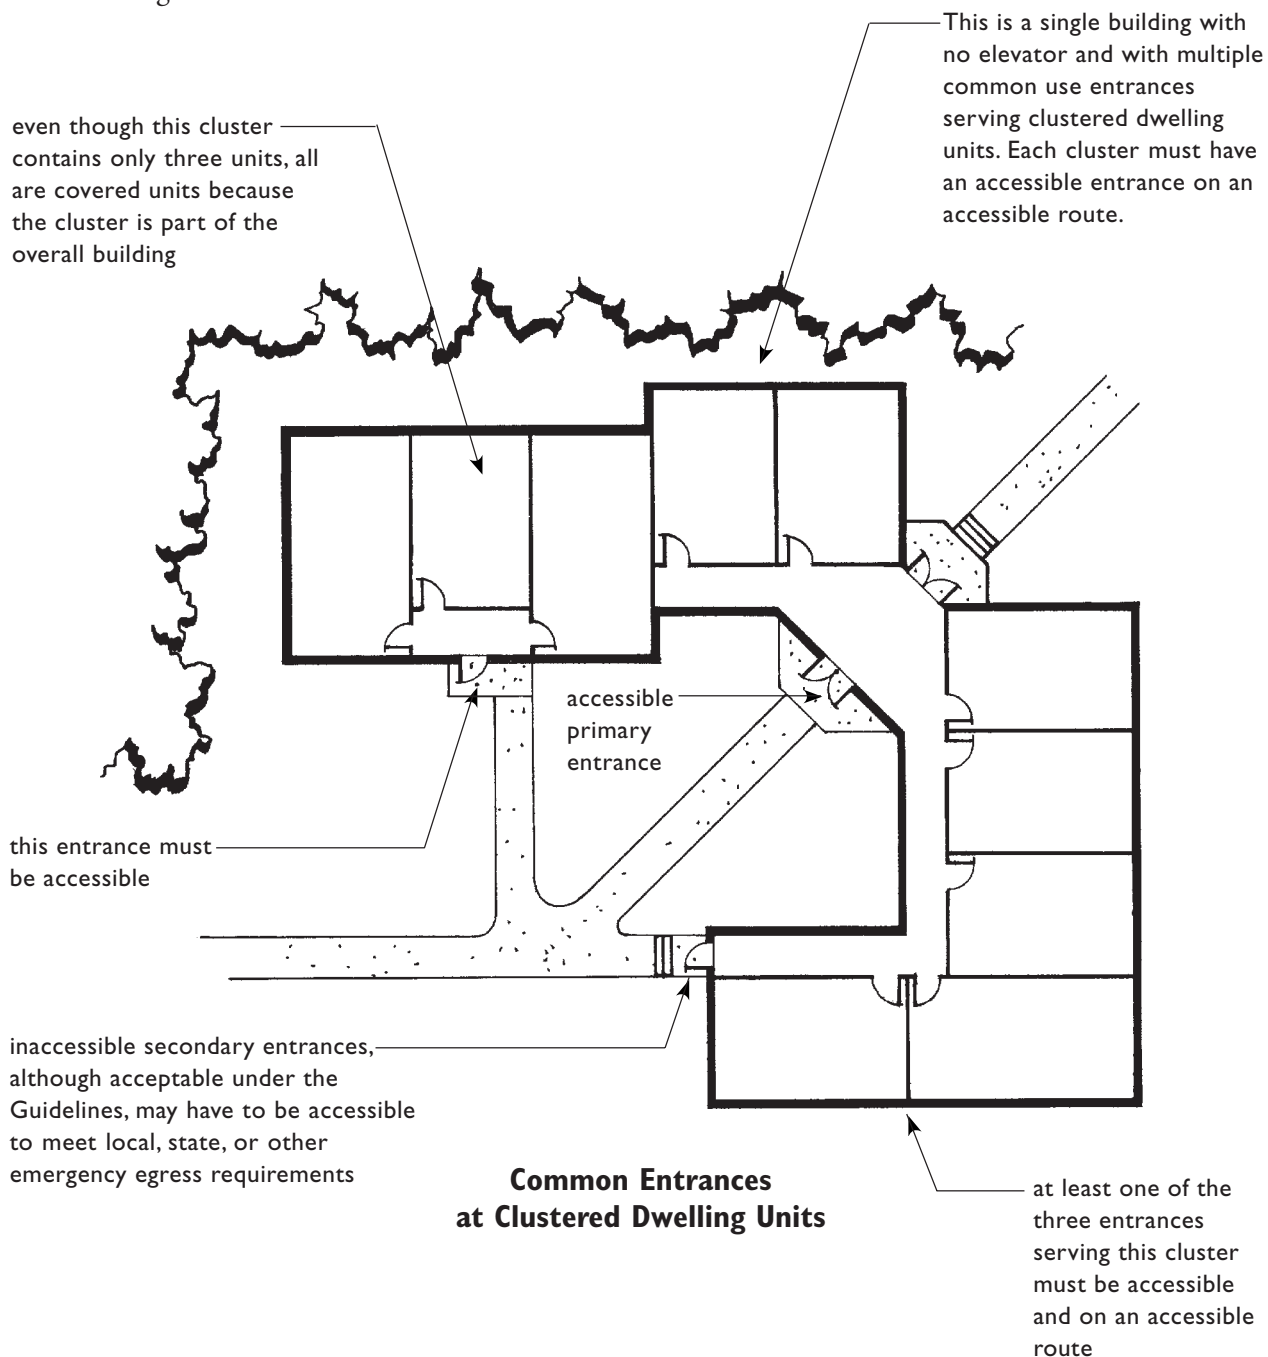 This is a single building with
no elevator and with multiple
common use entrances
serving clustered dwelling
units. Each cluster must have
an accessible entrance on an
accessible route.
even though this cluster
contains only three units, all
are covered units because
the cluster is part of the
overall building
accessible
primary
entrance
this entrance must
be accessible
inaccessible secondary entrances,
although acceptable under the
Guidelines, may have to be accessible
to meet local, state, or other
emergency egress requirements
Common Entrances
at Clustered Dwelling Units
at least one of the
three entrances
serving this cluster
must be accessible
and on an accessible
route